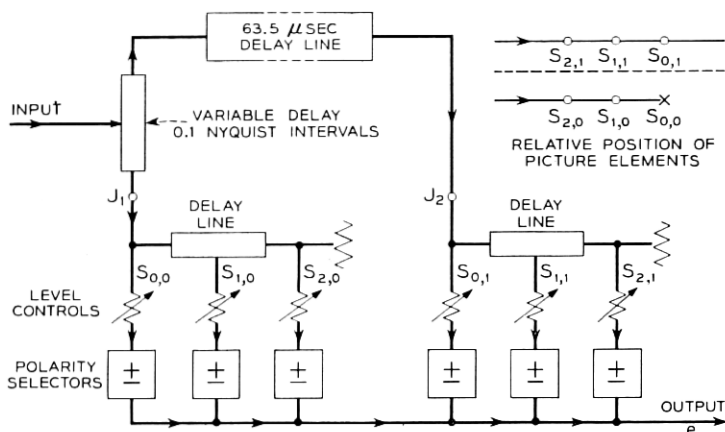 63.5 μSEC
DELAY LINE
S2,1 S1,1 S0,1
INPUT
VARIABLE DELAY
0.1 NYQUIST INTERVALS
S2,0 S1,0 S0,0
RELATIVE POSITION OF
PICTURE ELEMENTS
J1
DELAY
LINE
J2
DELAY
LINE
S0,0 S1,0 S2,0 S0,1 S1,1 S2,1
LEVEL
CONTROLS
POLARITY
SELECTORS
± ± ± ± ± ±
OUTPUT
e